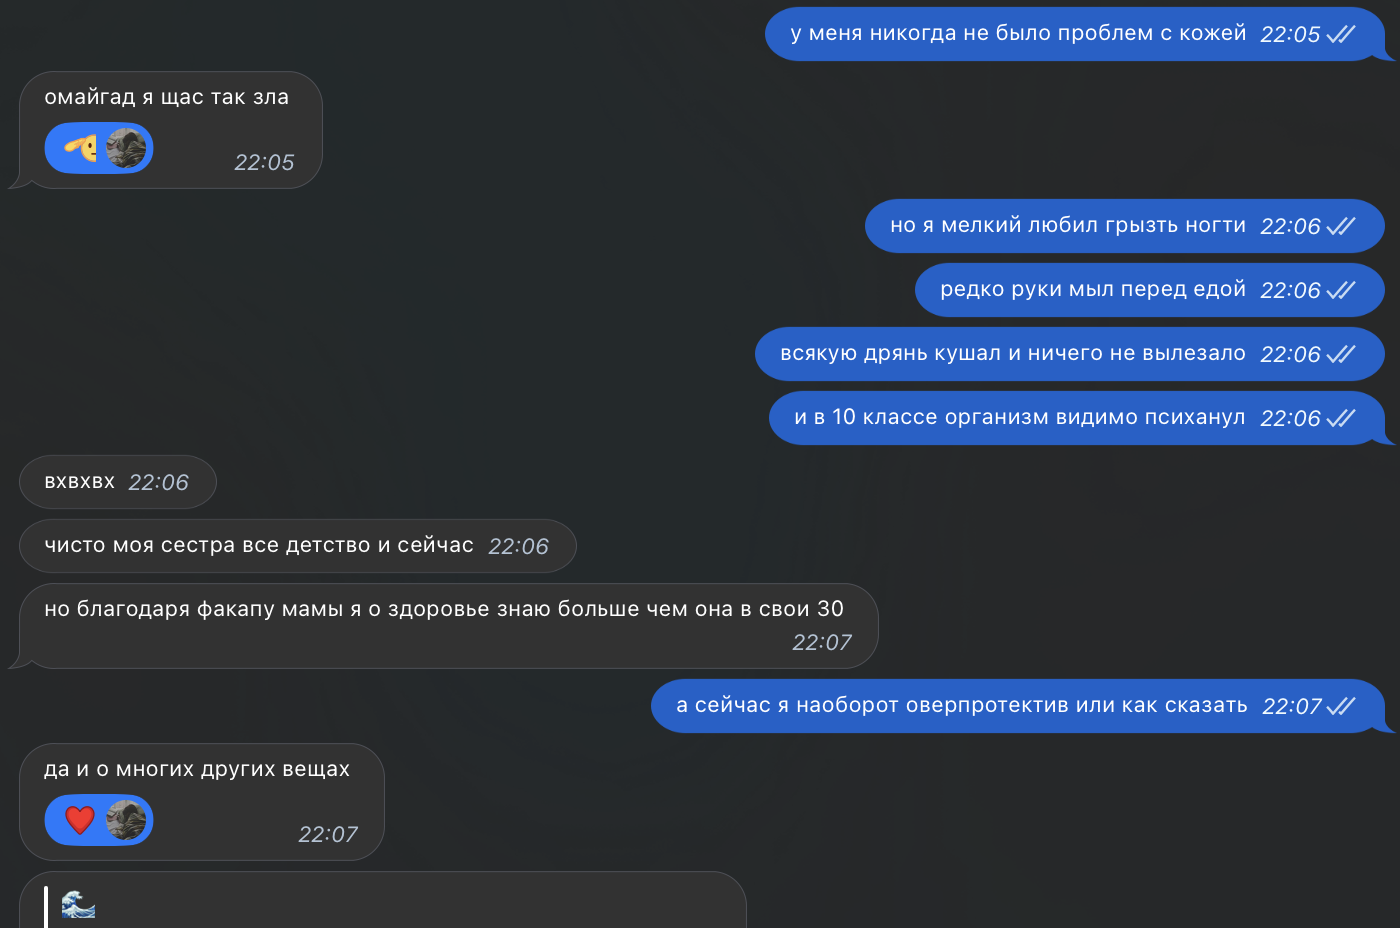 у меня никогда не было проблем с кожей 22:05
омайгад я щас так зла
22:05
но я мелкий любил грызть ногти 22:06
редко руки мыл перед едой 22:06
всякую дрянь кушал и ничего не вылезало 22:06
и в 10 классе организм видимо психанул 22:06
вхвхвх 22:06
чисто моя сестра все детство и сейчас 22:06
но благодаря факапу мамы я о здоровье знаю больше чем она в свои 30
22:07
а сейчас я наоборот оверпротектив или как сказать 22:07
да и о многих других вещах
22:07